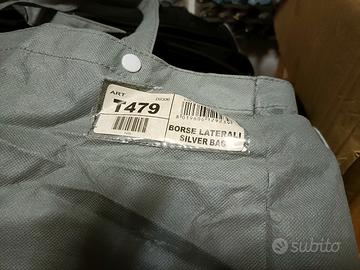 ART
T479
BORSE LATERALI
SILVER BAG
subito